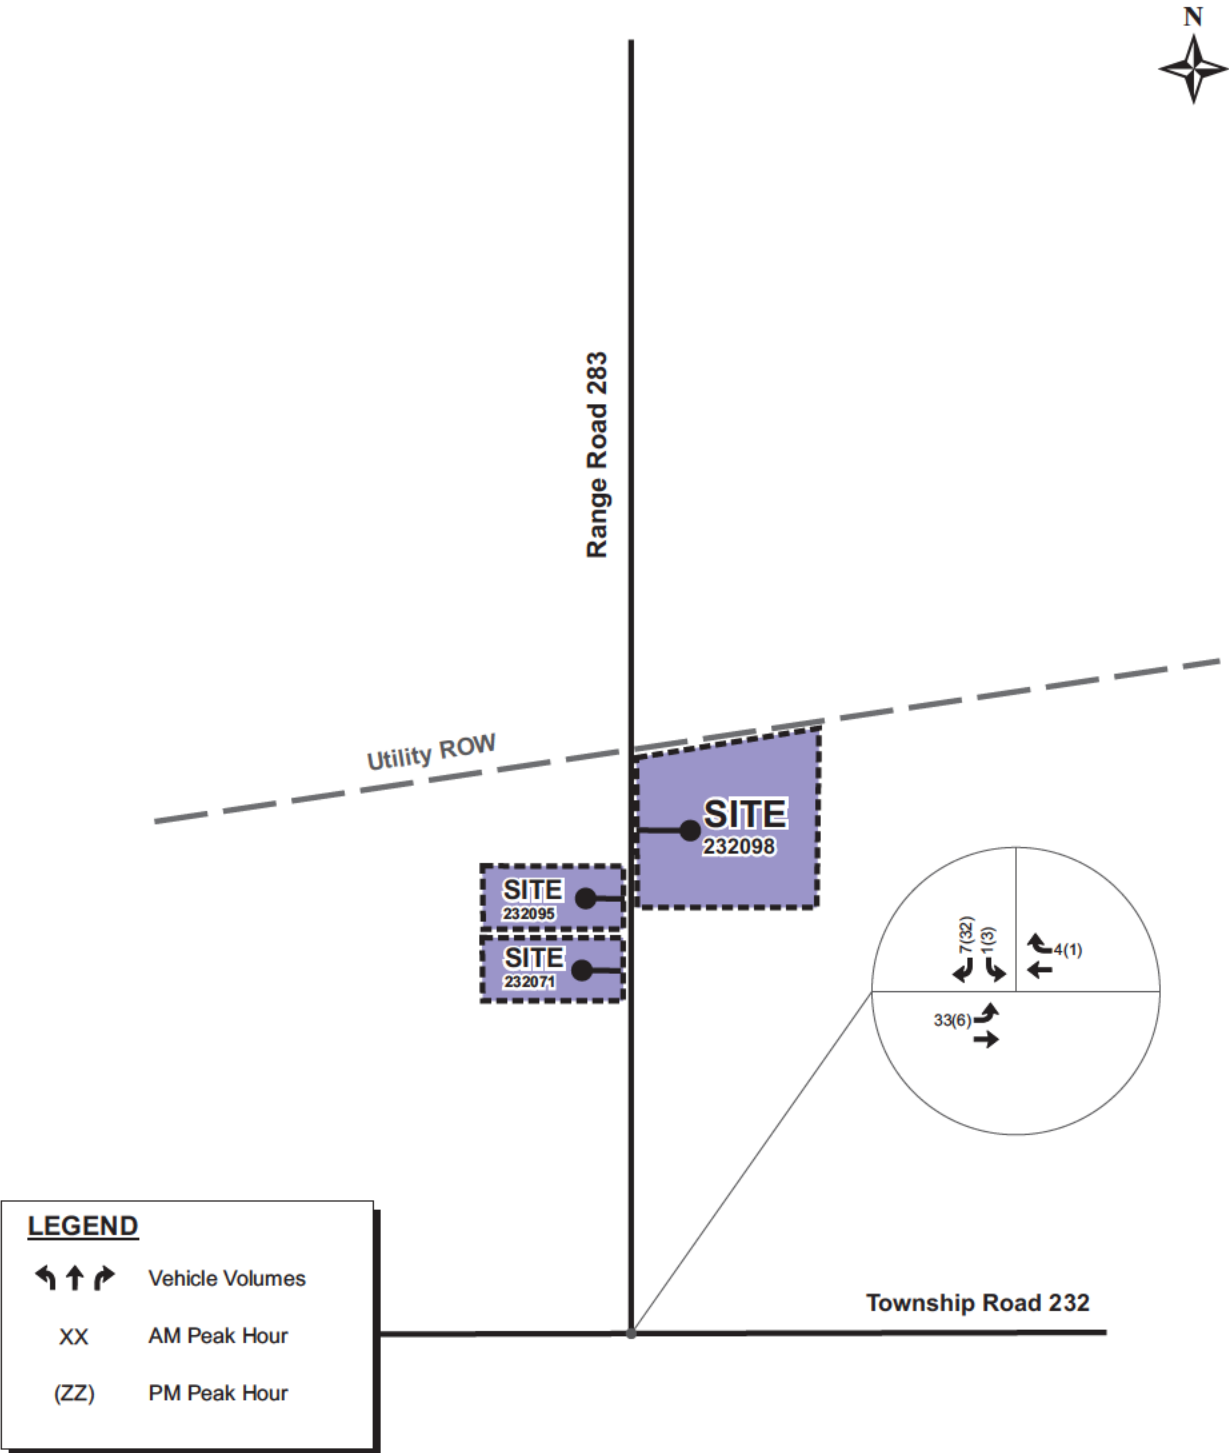 N
Range Road 283
Utility ROW
SITE
232098
SITE
232095
SITE
232071
7(32)
1(3)
4(1)
33(6)
Township Road 232
LEGEND
Vehicle Volumes
XX AM Peak Hour
(ZZ) PM Peak Hour